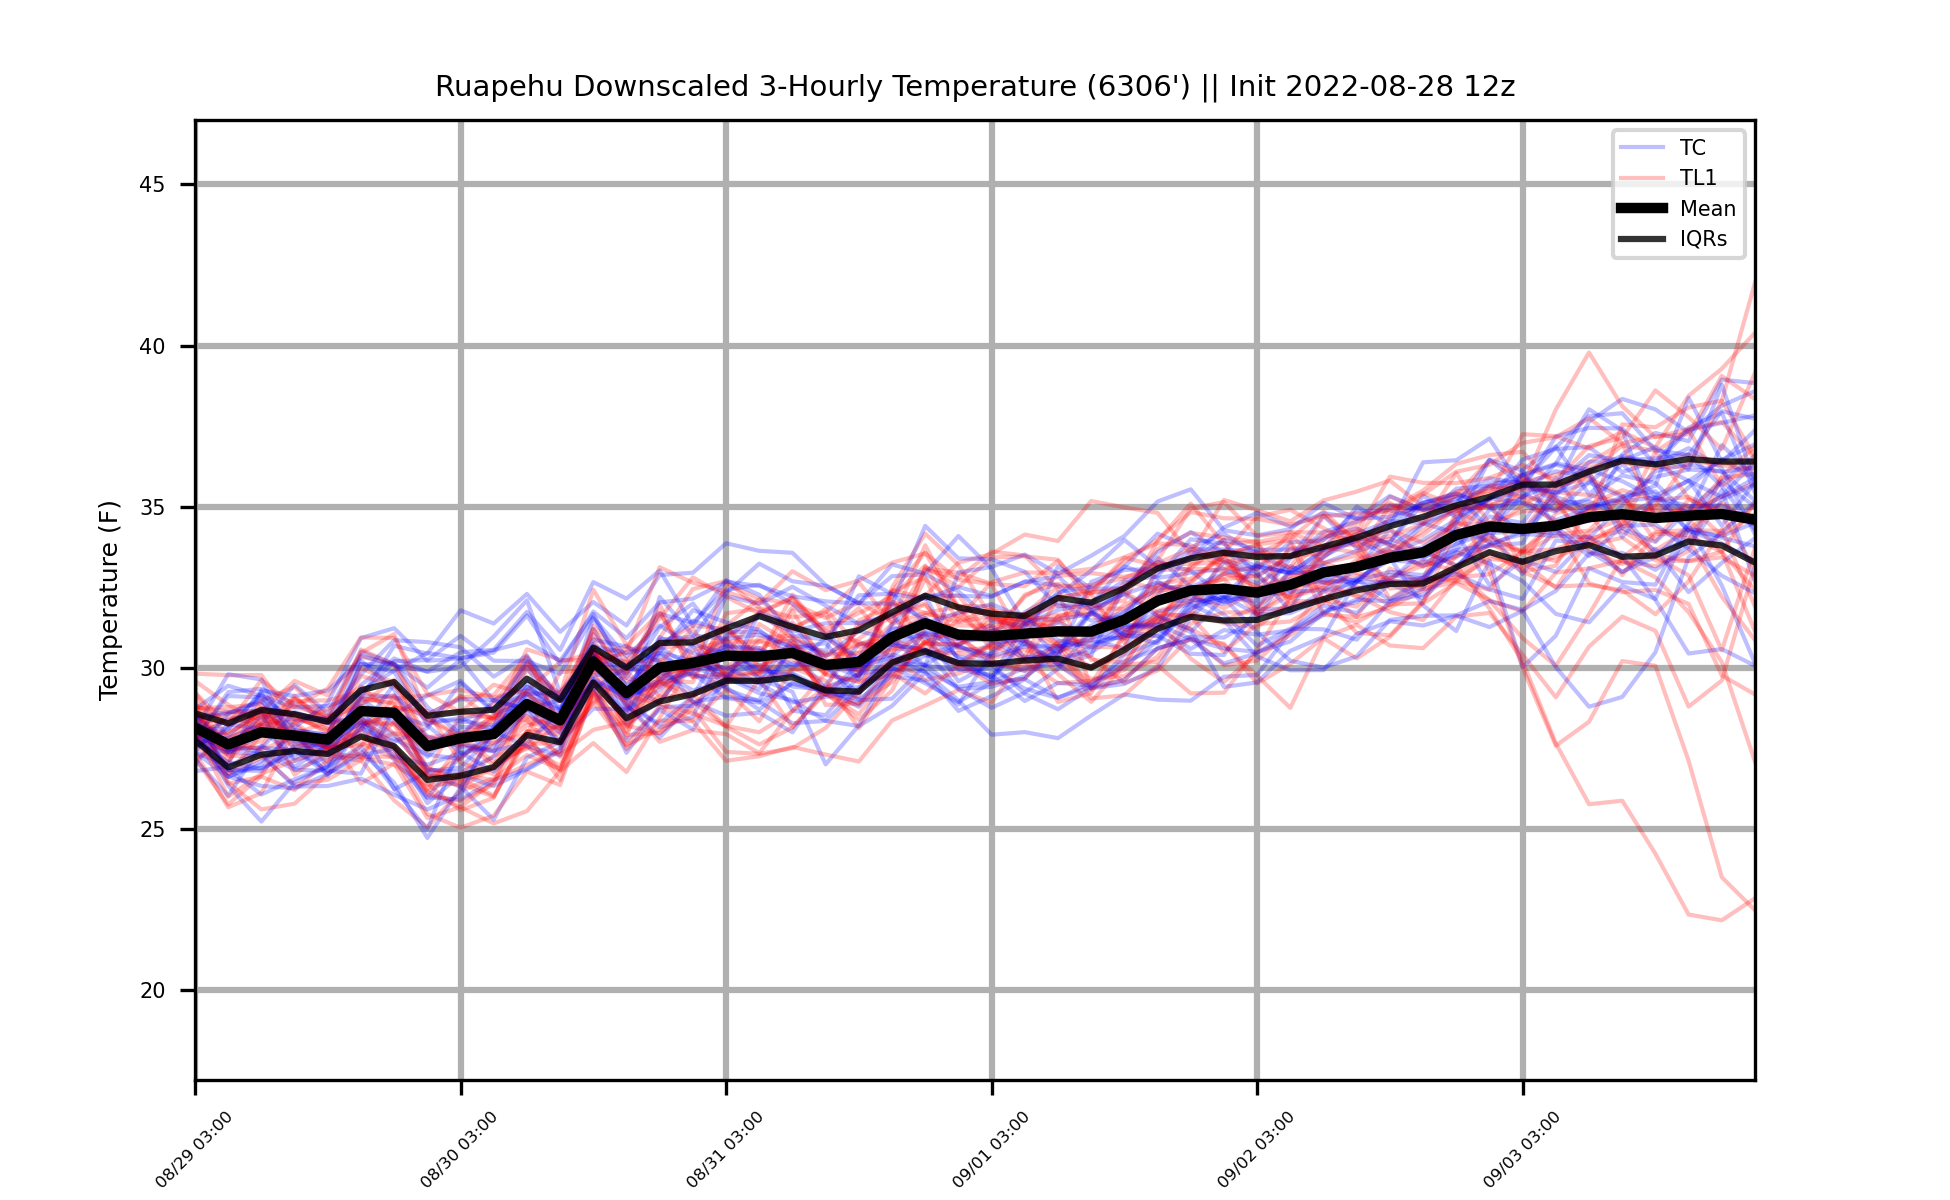 Ruapehu Downscaled 3-Hourly Temperature (6306') || Init 2022-08-28 12z
TC
TL1
Mean
IQRs
Temperature (F)
45
40
35
30
25
20
08/29 03:00
08/30 03:00
08/31 03:00
09/01 03:00
09/02 03:00
09/03 03:00